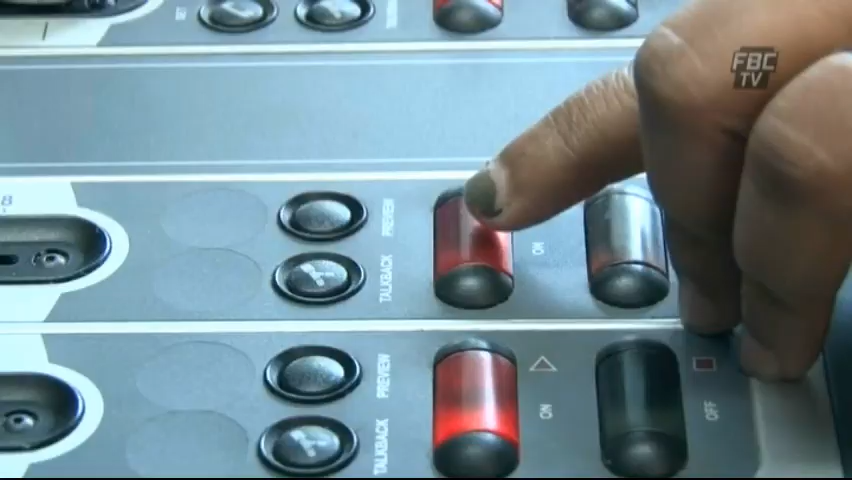 FBC
TV
PREVIEW
TALKBACK
ON
PREVIEW
TALKBACK
ON
OFF